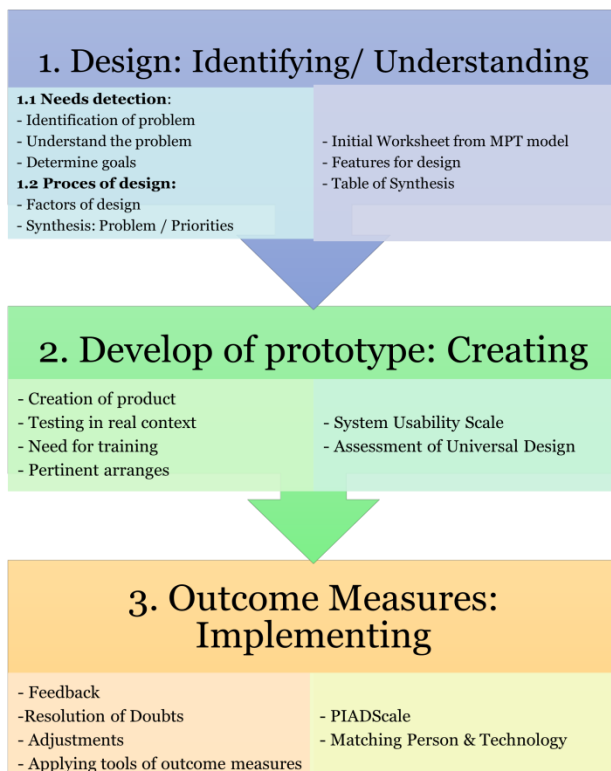 1. Design: Identifying/ Understanding
1.1 Needs detection:
- Identification of problem
- Understand the problem
- Determine goals
1.2 Proces of design:
- Factors of design
- Synthesis: Problem / Priorities
- Initial Worksheet from MPT model
- Features for design
- Table of Synthesis
2. Develop of prototype: Creating
- Creation of product
- Testing in real context
- Need for training
- Pertinent arranges
- System Usability Scale
- Assessment of Universal Design
3. Outcome Measures:
Implementing
- Feedback
-Resolution of Doubts
- Adjustments
- Applying tools of outcome measures
- PIADScale
- Matching Person & Technology